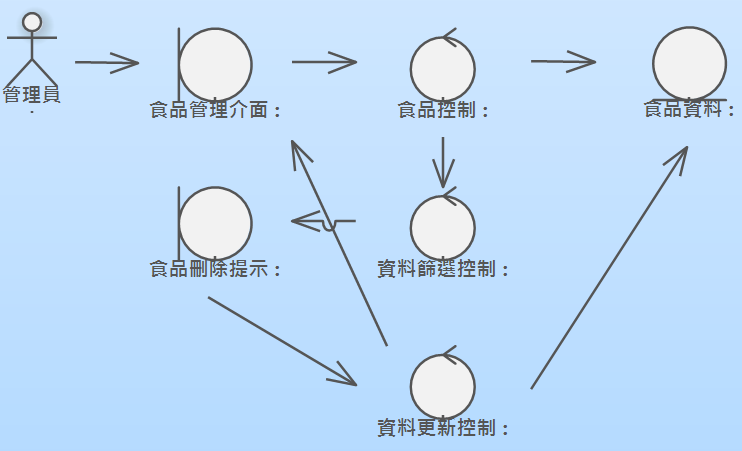 管理員
:
食品管理介面 :
食品控制 :
食品資料 :
食品刪除提示 :
資料篩選控制 :
資料更新控制 :